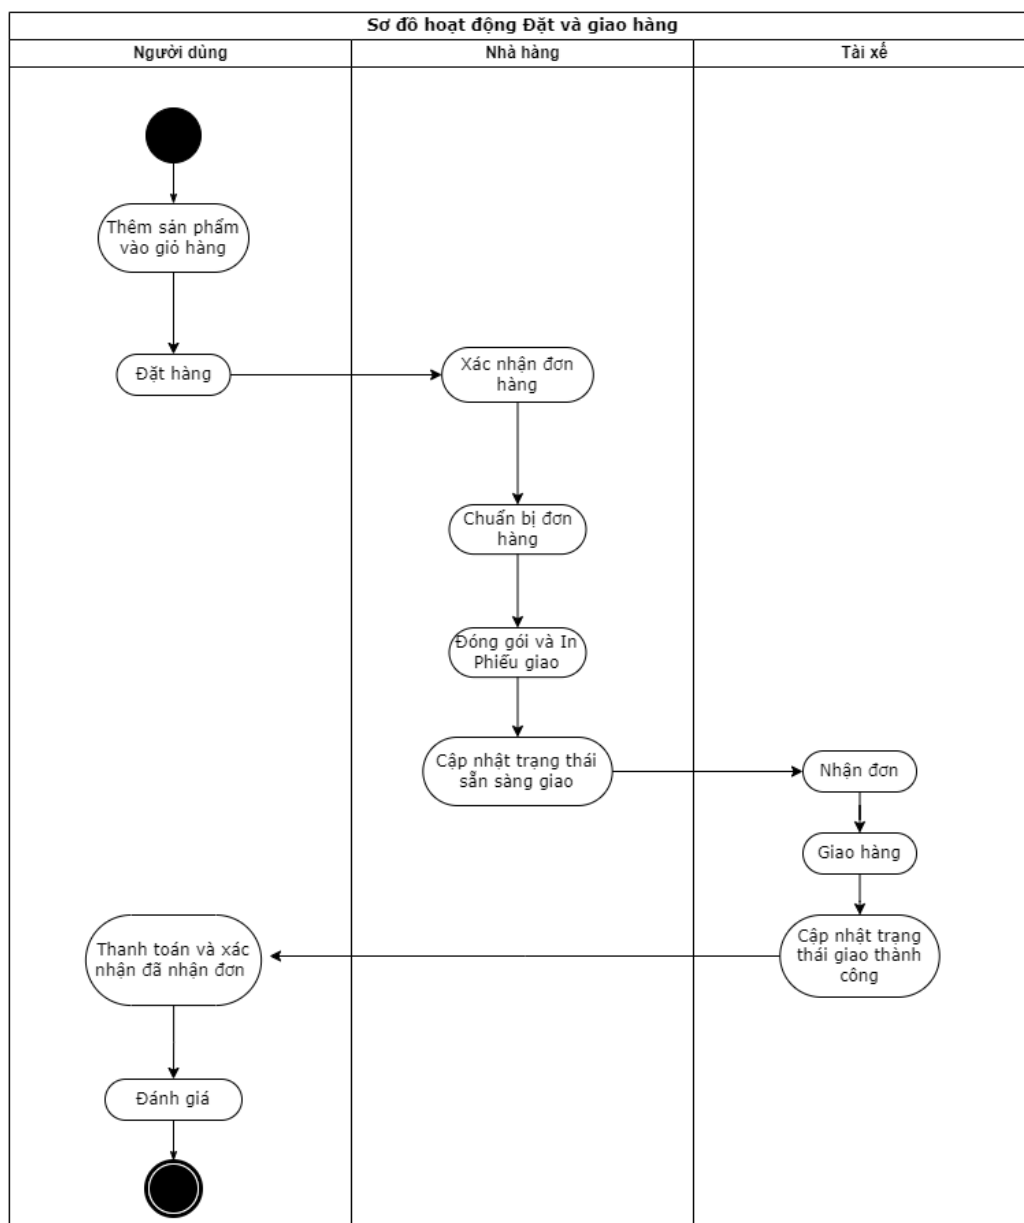 Sơ đồ hoạt động Đặt và giao hàng
Người dùng
Nhà hàng
Tài xế
Thêm sản phẩm
vào giỏ hàng
Đặt hàng
Xác nhận đơn
hàng
Chuẩn bị đơn
hàng
Đóng gói và In
Phiếu giao
Cập nhật trạng thái
sẵn sàng giao
Nhận đơn
Giao hàng
Cập nhật trạng
thái giao thành
công
Thanh toán và xác
nhận đã nhận đơn
Đánh giá